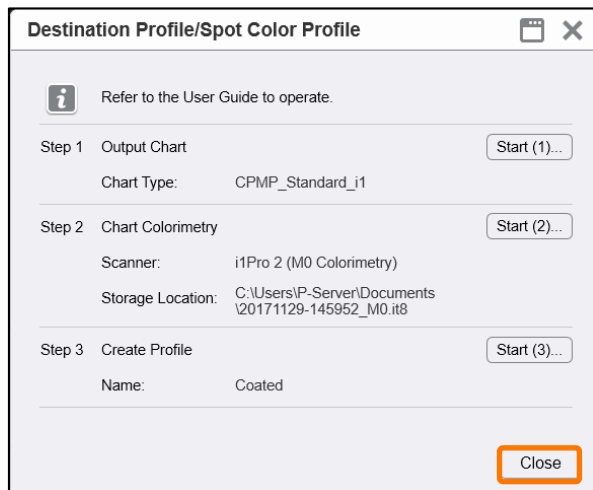 Destination Profile/Spot Color Profile
Refer to the User Guide to operate.
Step 1 Output Chart Start (1)...
Chart Type: CPMP_Standard_i1
Step 2 Chart Colorimetry Start (2)...
Scanner: i1Pro 2 (M0 Colorimetry)
Storage Location: C:\Users\P-Server\Documents
\20171129-145952_M0.it8
Step 3 Create Profile Start (3)...
Name: Coated
Close